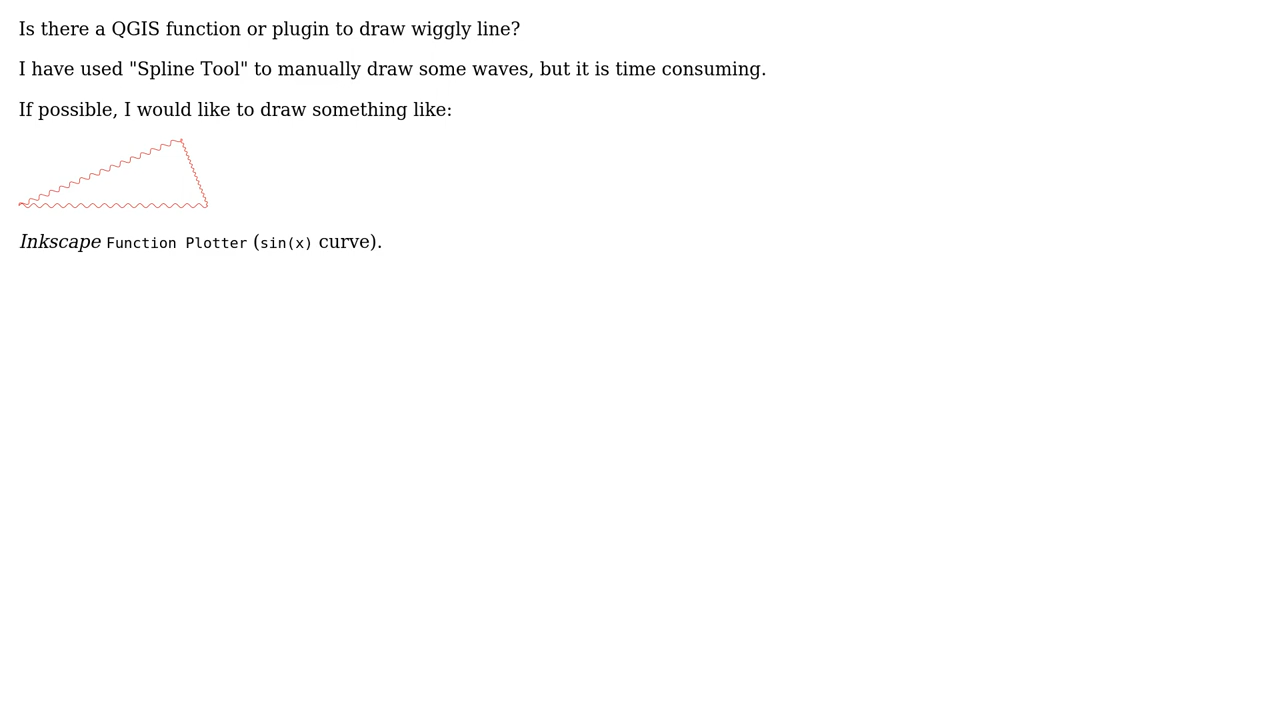 Is there a QGIS function or plugin to draw wiggly line?
I have used "Spline Tool" to manually draw some waves, but it is time consuming.
If possible, I would like to draw something like:
Inkscape Function Plotter (sin(x) curve).